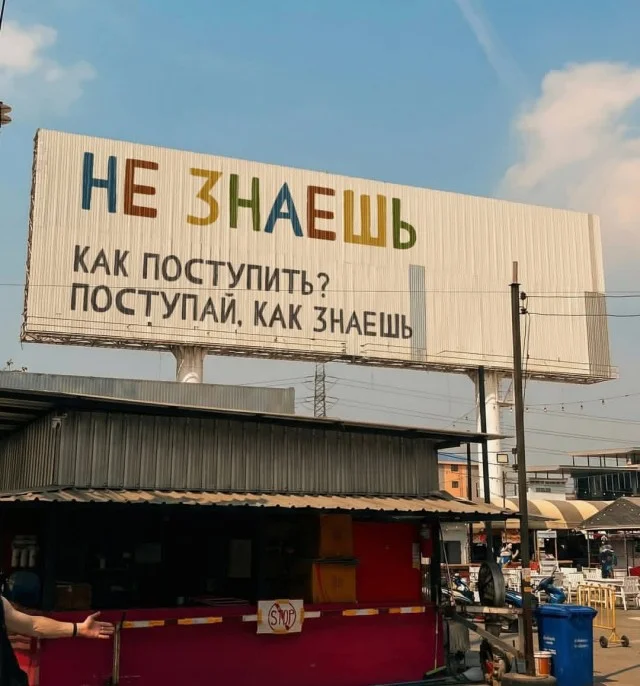 НЕ ЗНАЕШЬ
КАК ПОСТУПИТЬ?
ПОСТУПАЙ, КАК ЗНАЕШЬ
STOP